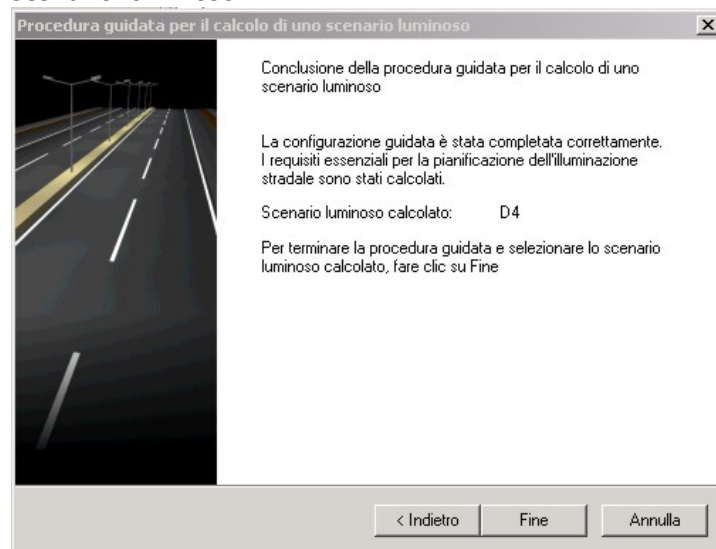 Procedura guidata per il calcolo di uno scenario luminoso
Conclusione della procedura guidata per il calcolo di uno
scenario luminoso
La configurazione guidata è stata completata correttamente.
I requisiti essenziali per la pianificazione dell'illuminazione
stradale sono stati calcolati.
Scenario luminoso calcolato: D4
Per terminare la procedura guidata e selezionare lo scenario
luminoso calcolato, fare clic su Fine
< Indietro Fine Annulla